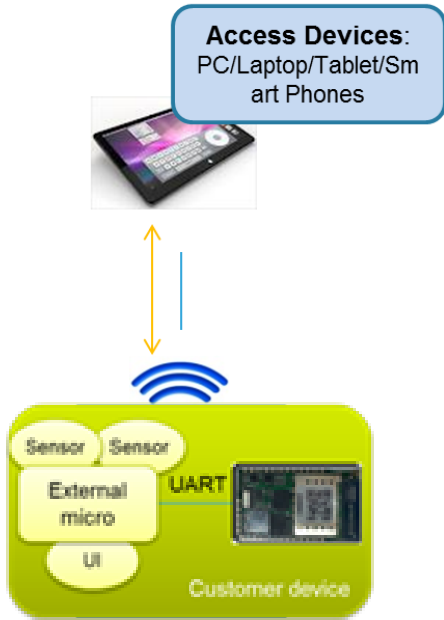 Access Devices:
PC/Laptop/Tablet/Sm
art Phones
Sensor Sensor
External
micro
UART
UI
Customer device